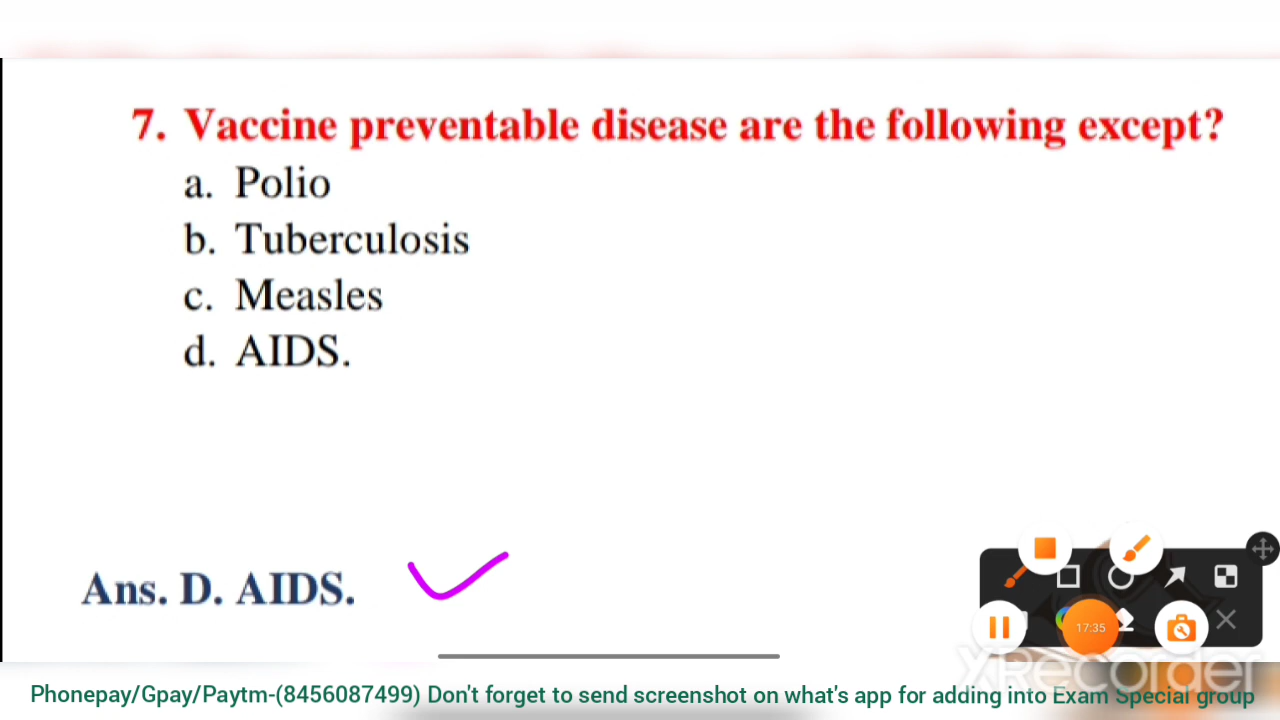 7. Vaccine preventable disease are the following except?
a. Polio
b. Tuberculosis
c. Measles
d. AIDS.
Ans. D. AIDS.
17:35
XRecorder
Phonepay/Gpay/Paytm-(8456087499) Don't forget to send screenshot on what's app for adding into Exam Special group